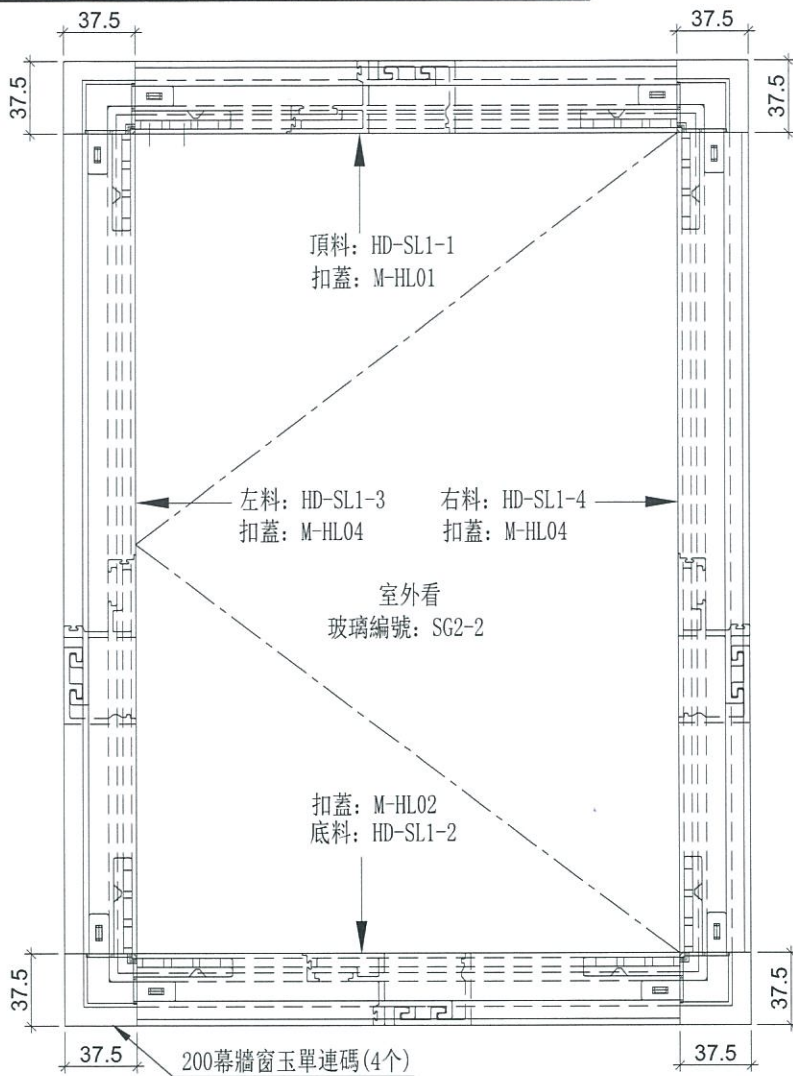 37.5
37.5
37.5
37.5
頂料: HD-SL1-1
扣蓋: M-HL01
左料: HD-SL1-3
扣蓋: M-HL04
右料: HD-SL1-4
扣蓋: M-HL04
室外看
玻璃編號: SG2-2
扣蓋: M-HL02
底料: HD-SL1-2
37.5
37.5
37.5
37.5
200幕牆窗玉單連碼(4个)